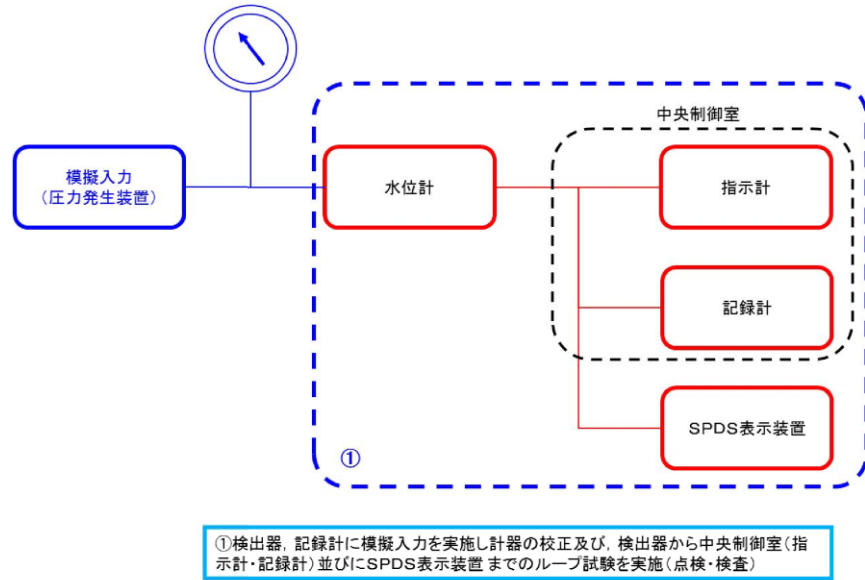 中央制御室
模擬入力
(圧力発生装置)
水位計
指示計
記録計
SPDS表示装置
①
①検出器, 記録計に模擬入力を実施し計器の校正及び, 検出器から中央制御室(指
示計・記録計)並びにSPDS表示装置 までのループ試験を実施(点検・検査)